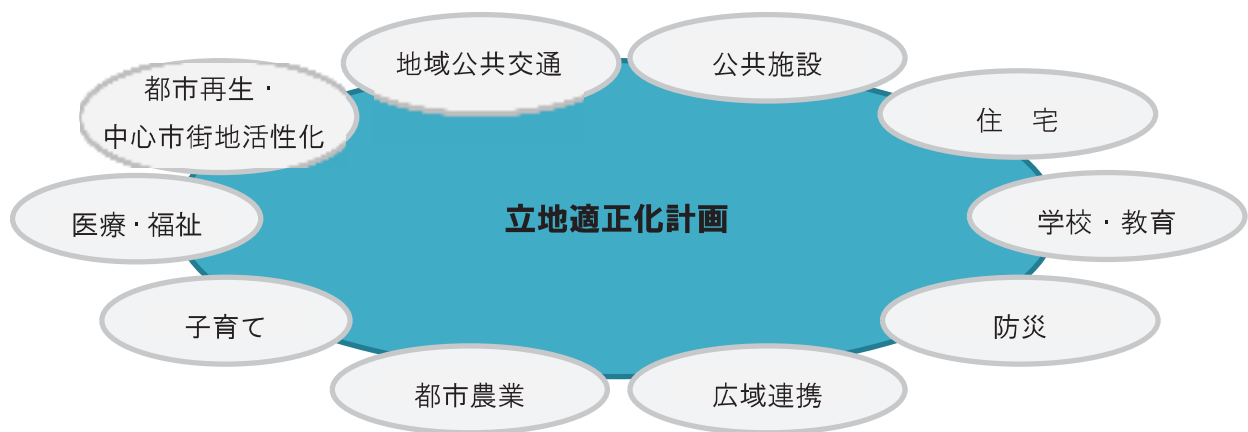 地域公共交通
公共施設
都市再生・
中心市街地活性化
住　宅
医療・福祉
立地適正化計画
学校・教育
子育て
防災
都市農業
広域連携